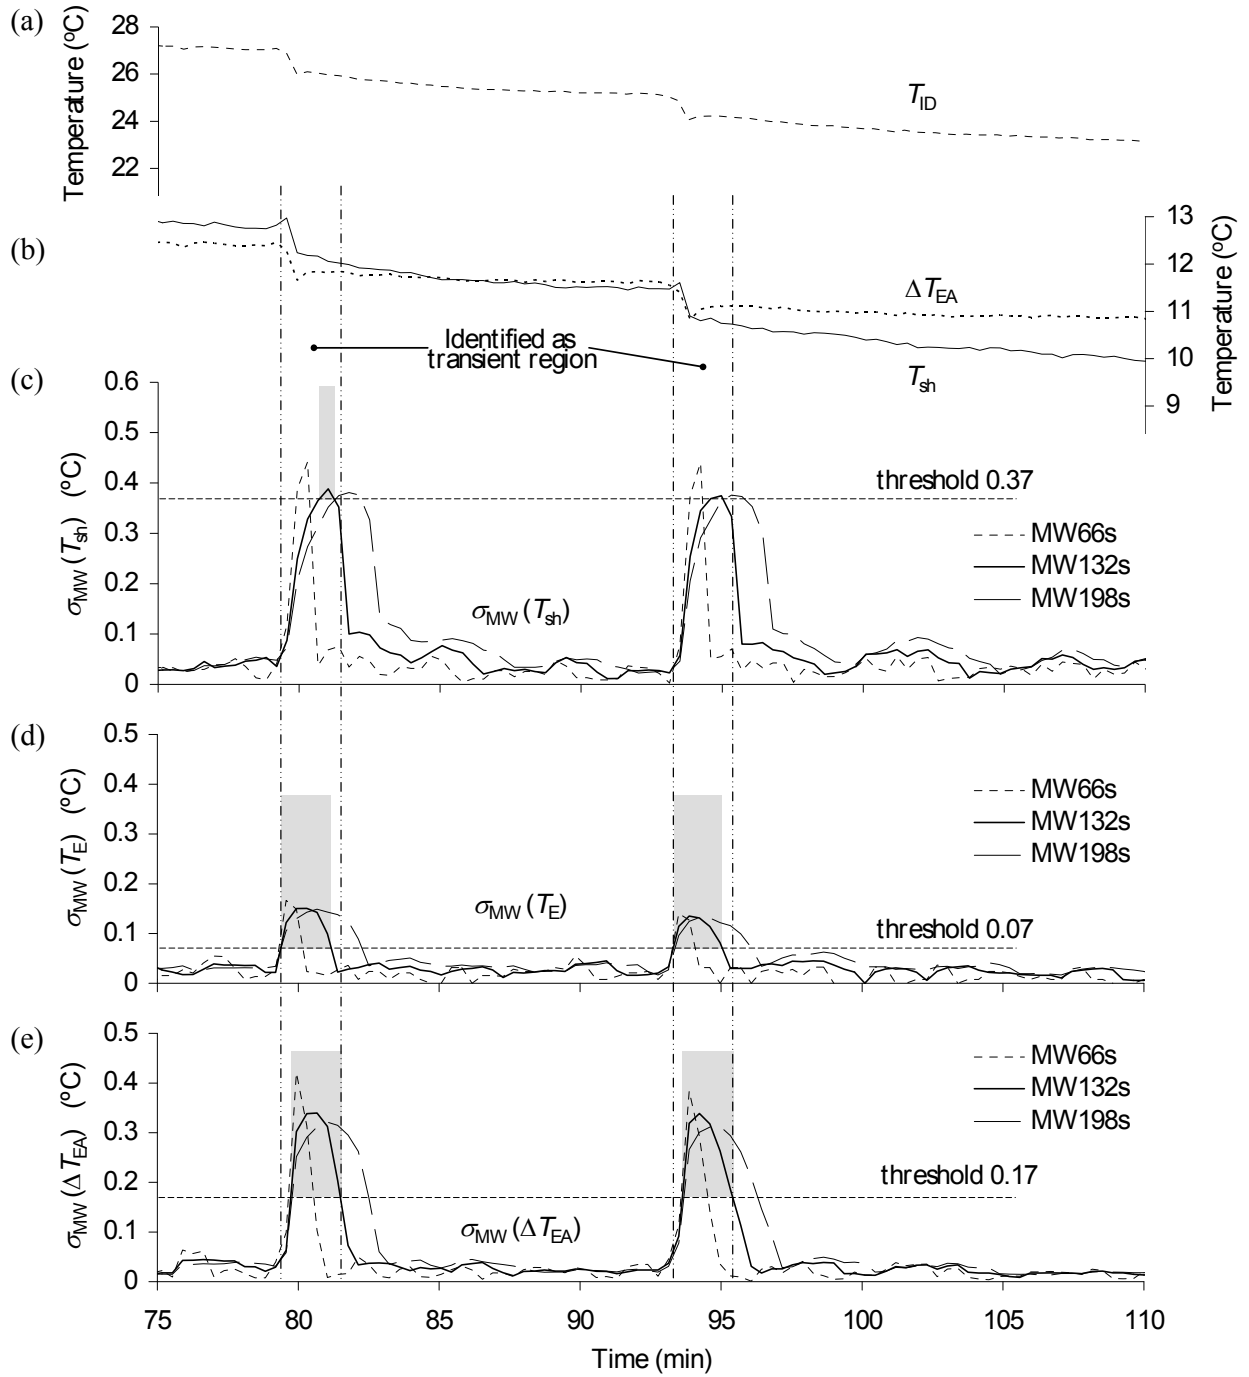 (a)
Temperature (ºC)
28
26
24
22
T_ID
(b)
13
12
11
10
9
Temperature (ºC)
ΔT_EA
T_sh
Identified as
transient region
(c)
σ_MW (T_sh) (ºC)
0.6
0.5
0.4
0.3
0.2
0.1
0
threshold 0.37
MW66s
MW132s
MW198s
σ_MW (T_sh)
(d)
σ_MW (T_E) (ºC)
0.5
0.4
0.3
0.2
0.1
0
MW66s
MW132s
MW198s
σ_MW (T_E)
threshold 0.07
(e)
σ_MW (ΔT_EA) (ºC)
0.5
0.4
0.3
0.2
0.1
0
MW66s
MW132s
MW198s
threshold 0.17
σ_MW (ΔT_EA)
75 80 85 90 95 100 105 110
Time (min)